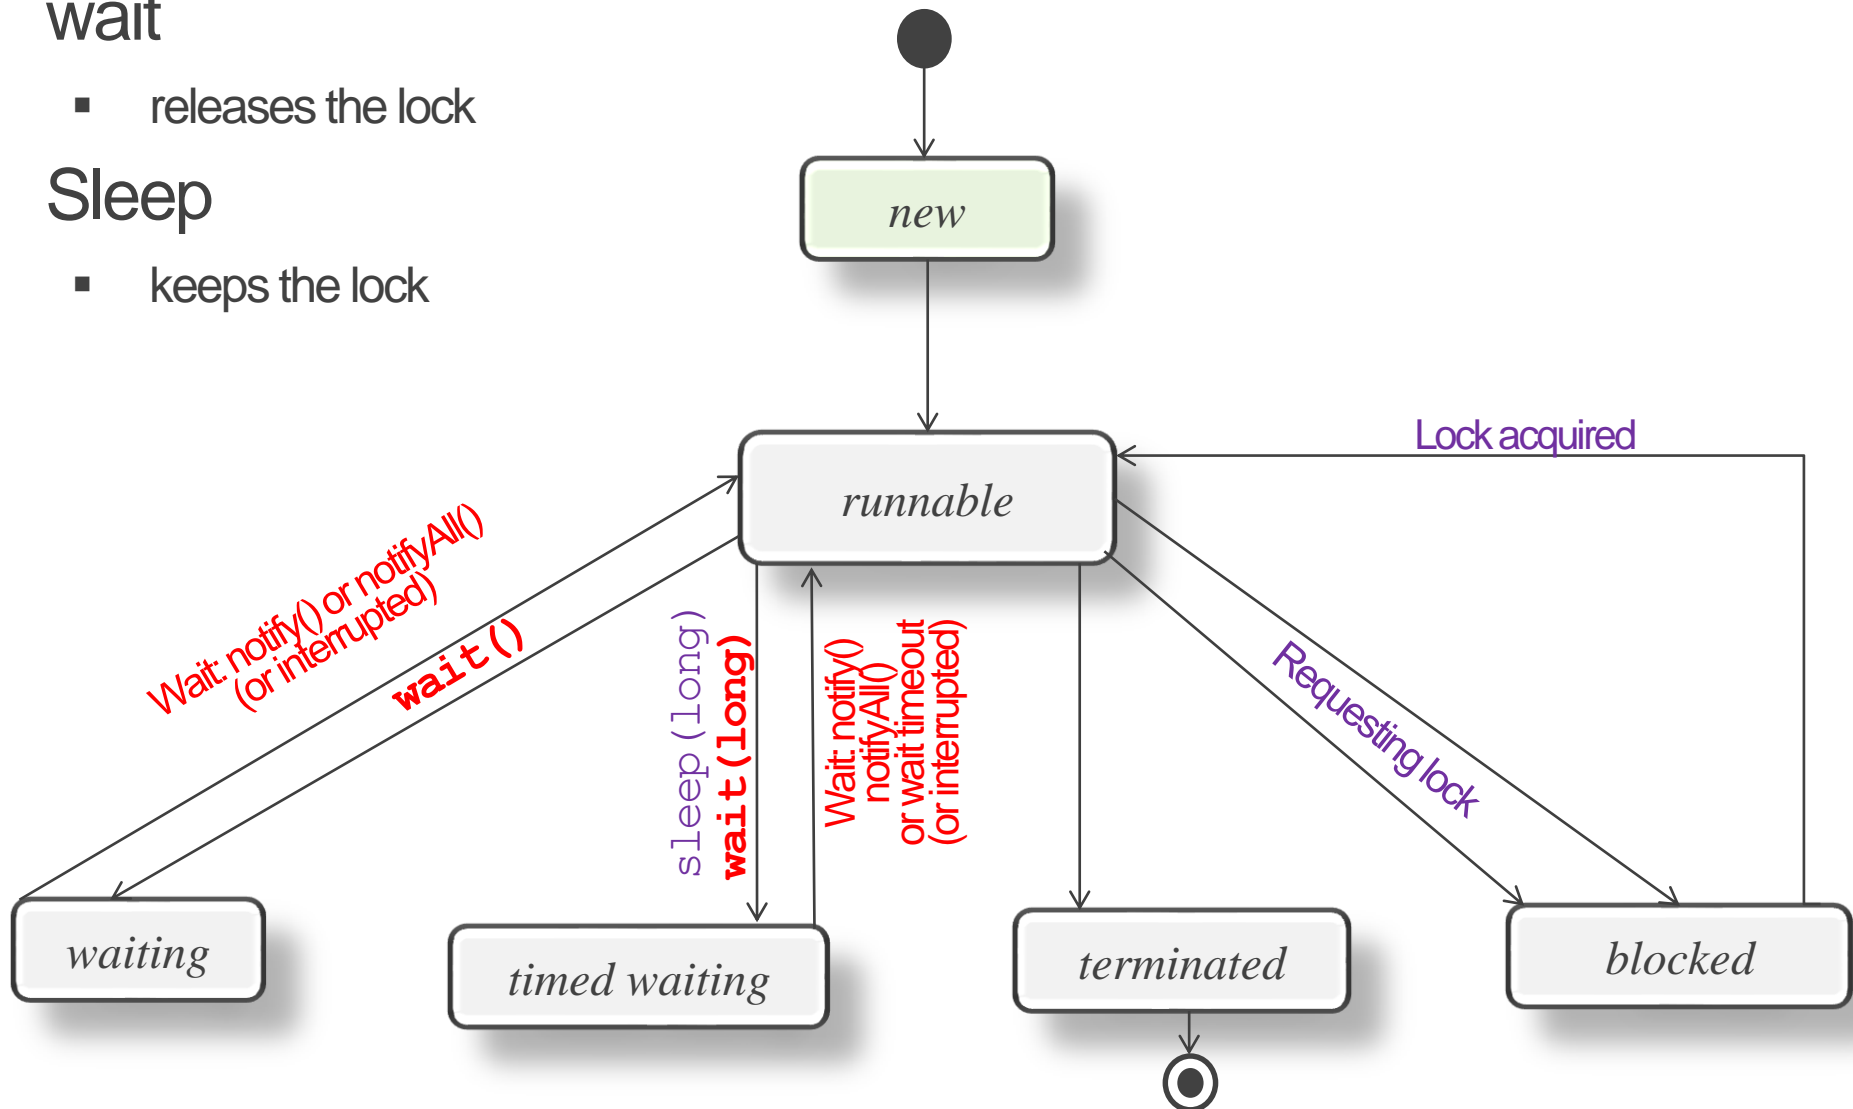 wait
▪ releases the lock
Sleep
▪ keeps the lock
new
runnable
Lock acquired
Wait: notify() or notifyAll()
(or interrupted)
wait()
sleep(long)
wait(long)
Wait: notify()
notifyAll()
or wait timeout
(or interrupted)
Requesting lock
waiting
timed waiting
terminated
blocked